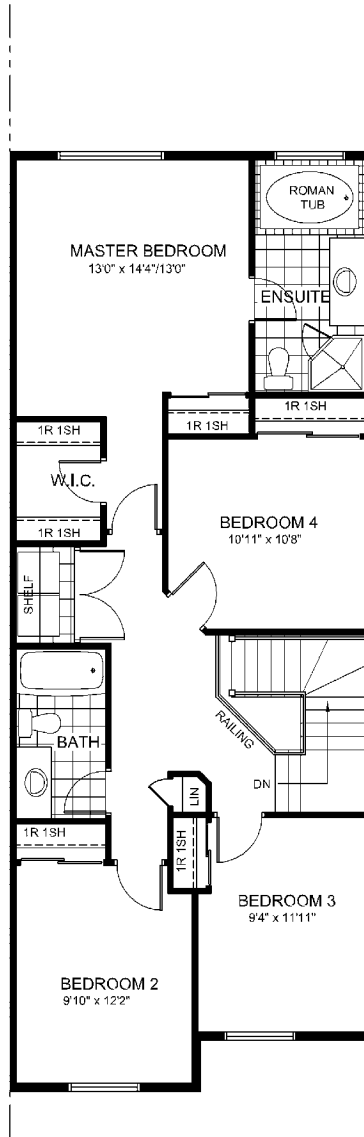 ROMAN
TUB
MASTER BEDROOM
13'0" x 14'4"/13'0"
ENSUITE
1R 1SH
1R 1SH
1R 1SH
W.I.C.
1R 1SH
BEDROOM 4
10'11" x 10'8"
SHELF
RAILING
BATH
DN
LIN
1R 1SH
1R 1SH
BEDROOM 3
9'4" x 11'11"
BEDROOM 2
9'10" x 12'2"